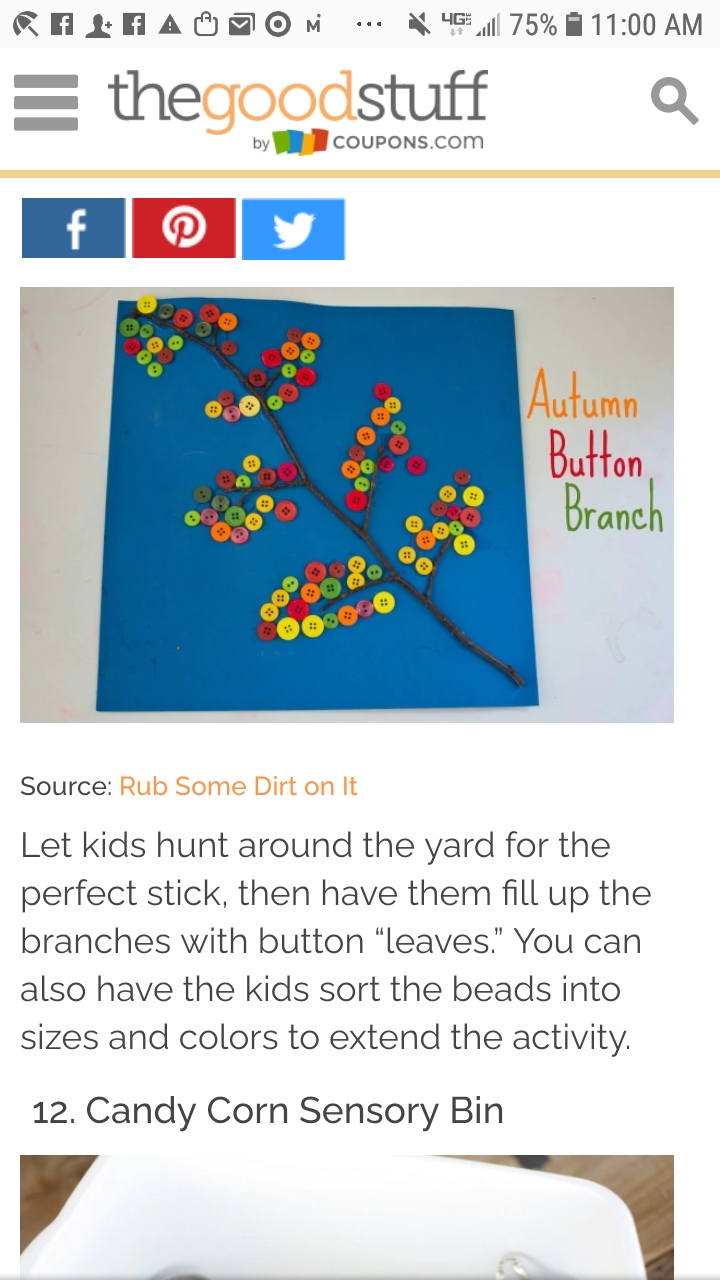 4G 75% 11:00 AM
thegoodstuff
by COUPONS.com
Autumn
Button
Branch
Source: Rub Some Dirt on It
Let kids hunt around the yard for the
perfect stick, then have them fill up the
branches with button “leaves.” You can
also have the kids sort the beads into
sizes and colors to extend the activity.
12. Candy Corn Sensory Bin